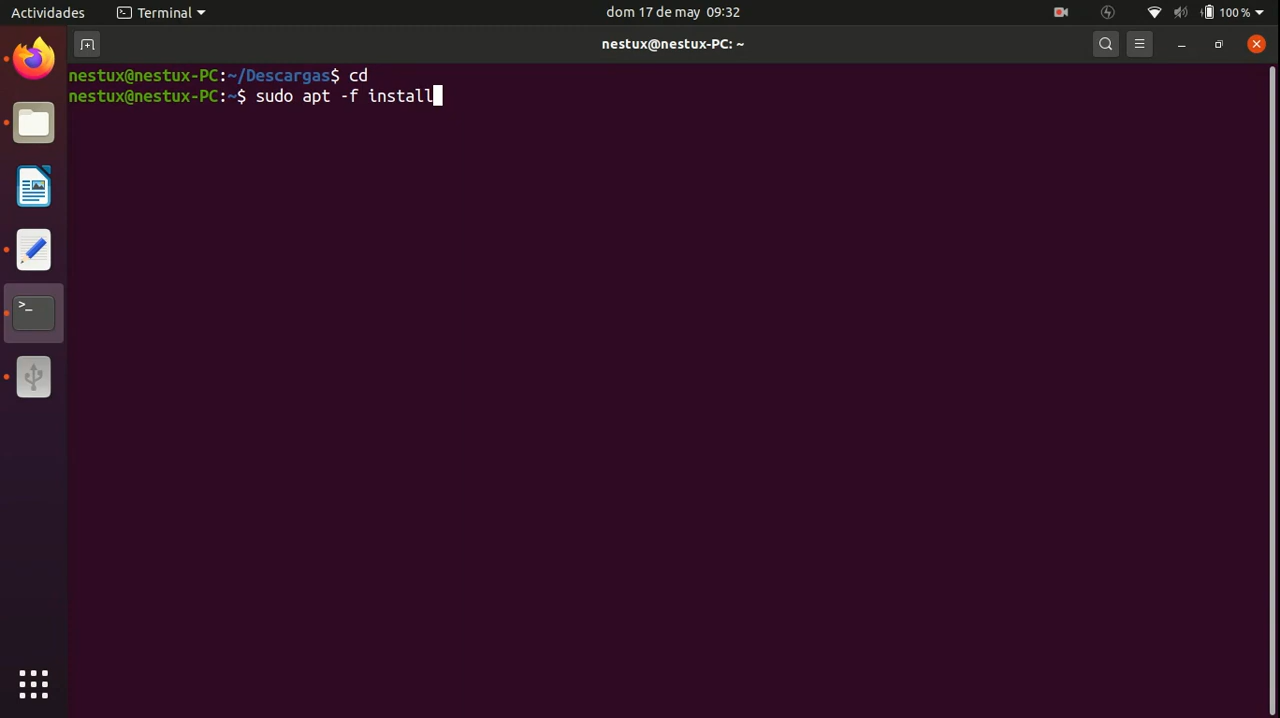 Actividades Terminal dom 17 de may 09:32 100 %
nestux@nestux-PC: ~
nestux@nestux-PC:~/Descargas$ cd
nestux@nestux-PC:~$ sudo apt -f install
>_